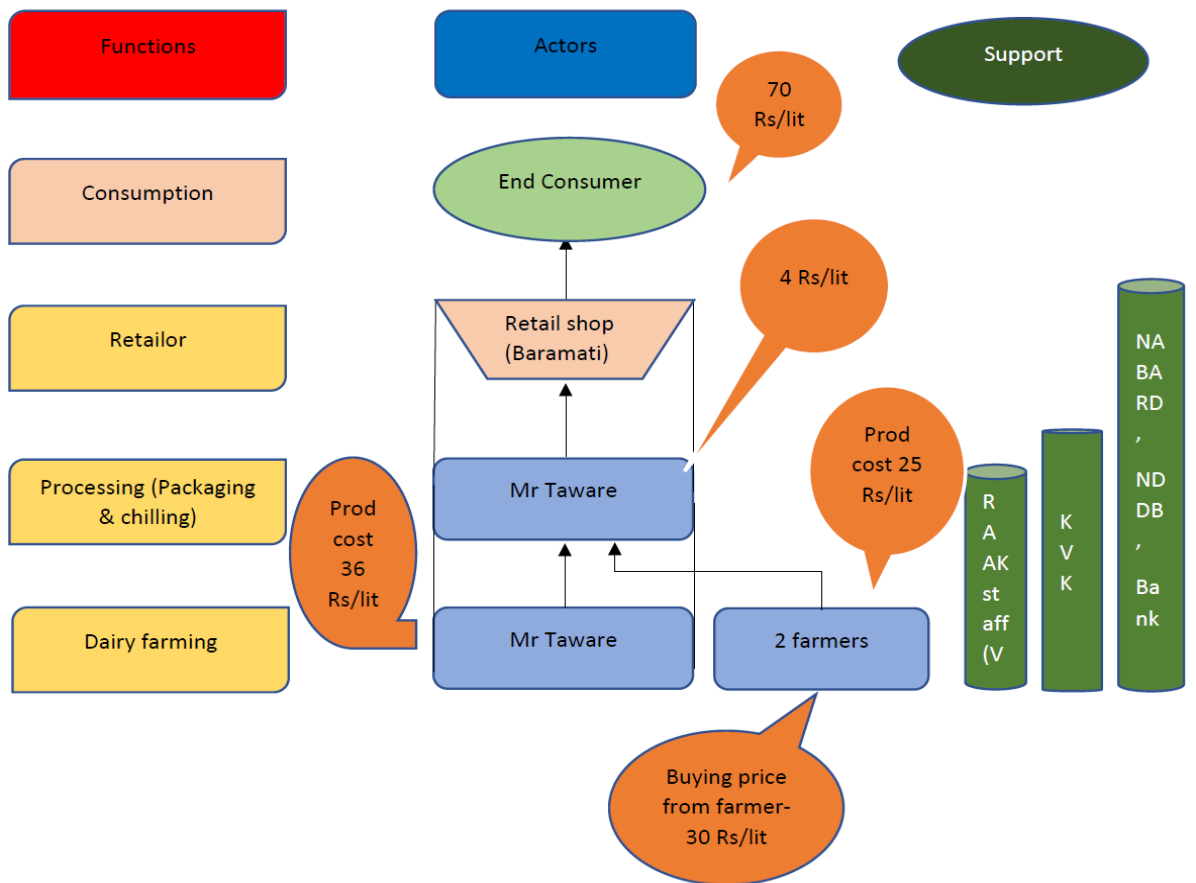 Functions
Actors
Support
70
Rs/lit
Consumption
End Consumer
4 Rs/lit
Retailor
Retail shop
(Baramati)
Processing (Packaging
& chilling)
Prod
cost
36
Rs/lit
Mr Taware
Prod
cost 25
Rs/lit
Dairy farming
Mr Taware
2 farmers
R
A
AK
st
aff
(V
K
V
K
NA
BA
RD
,
ND
DB
,
Ba
nk
Buying price
from farmer-
30 Rs/lit